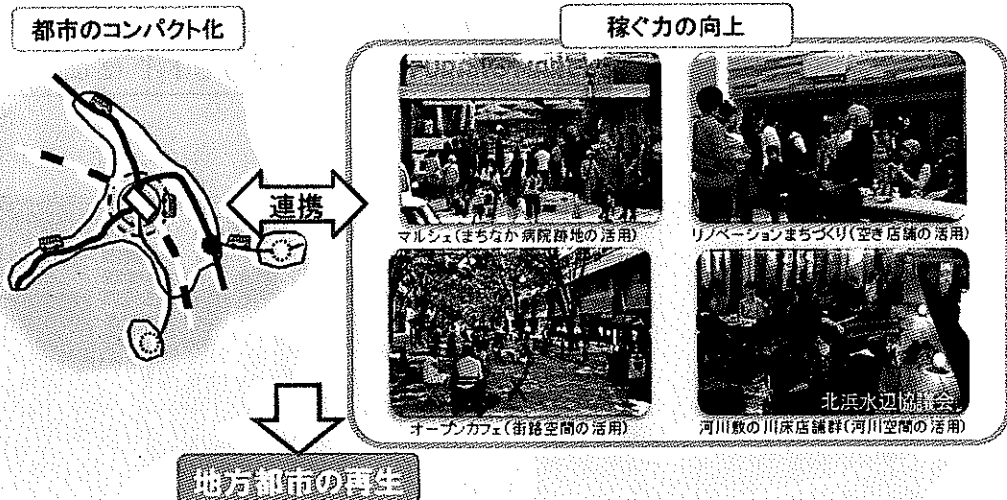 都市のコンパクト化
稼ぐ力の向上
連携
マルシェ(まちなか病院跡地の活用)
リノベーションまちづくり(空き店舗の活用)
オープンカフェ(街路空間の活用)
北浜水辺協議会
河川敷の川床店舗群(河川空間の活用)
地方都市の再生